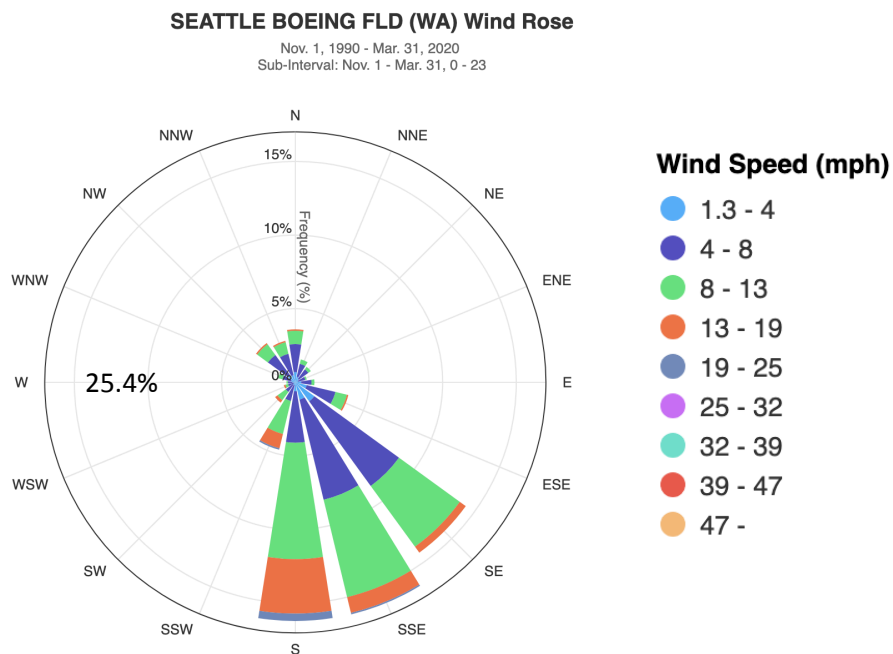 SEATTLE BOEING FLD (WA) Wind Rose
Nov. 1, 1990 - Mar. 31, 2020
Sub-Interval: Nov. 1 - Mar. 31, 0 - 23
N
NNW
NNE
15%
NW
NE
10%
Frequency (%)
WNW
ENE
5%
0%
W
25.4%
E
WSW
ESE
SW
SE
SSW
SSE
S
Wind Speed (mph)
1.3 - 4
4 - 8
8 - 13
13 - 19
19 - 25
25 - 32
32 - 39
39 - 47
47 -